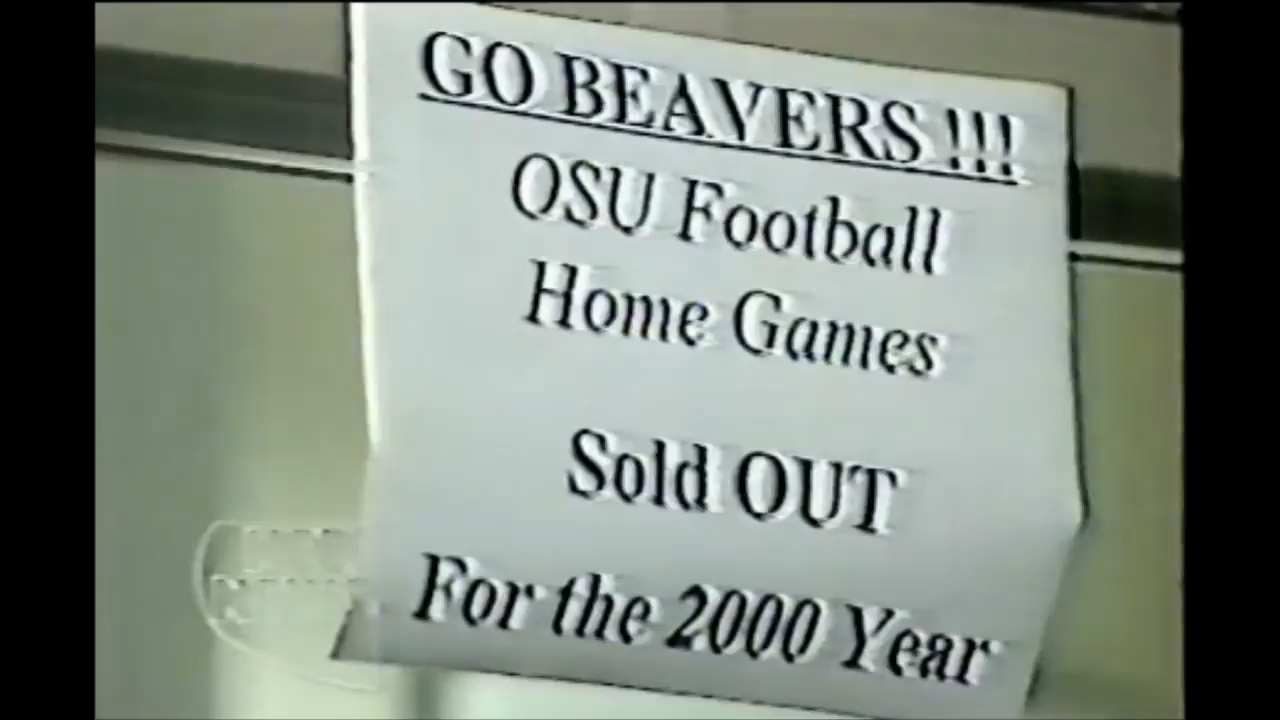 GO BEAVERS !!!
OSU Football
Home Games
Sold OUT
For the 2000 Year